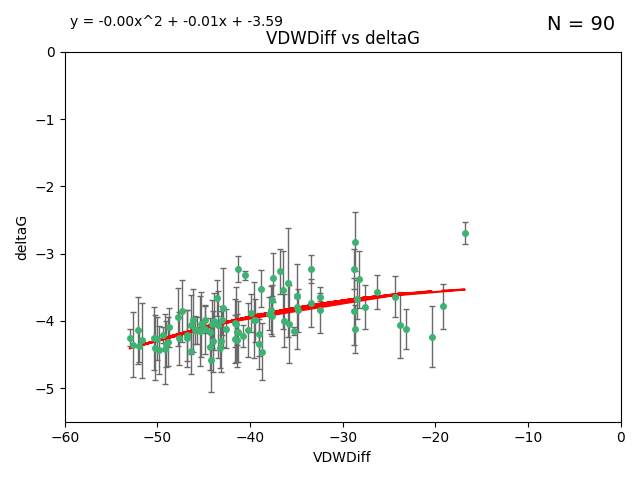 y = -0.00x^2 + -0.01x + -3.59
N = 90
VDWDiff vs deltaG
0
−1
−2
−3
−4
−5
deltaG
−60 −50 −40 −30 −20 −10 0
VDWDiff